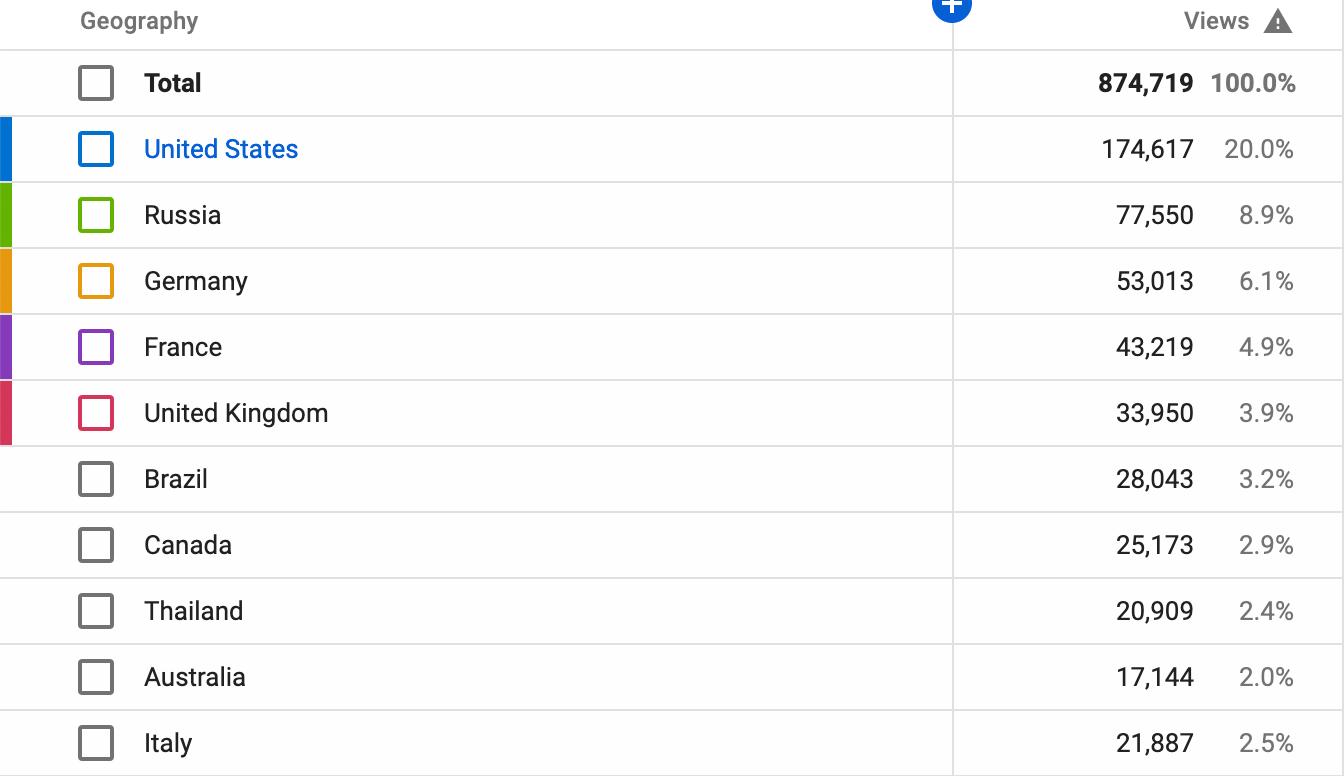 Geography Views
Total 874,719 100.0%
United States 174,617 20.0%
Russia 77,550 8.9%
Germany 53,013 6.1%
France 43,219 4.9%
United Kingdom 33,950 3.9%
Brazil 28,043 3.2%
Canada 25,173 2.9%
Thailand 20,909 2.4%
Australia 17,144 2.0%
Italy 21,887 2.5%